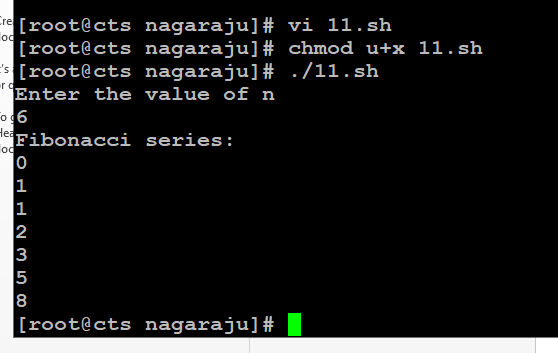 [root@cts nagaraju]# vi 11.sh
[root@cts nagaraju]# chmod u+x 11.sh
[root@cts nagaraju]# ./11.sh
Enter the value of n
6
Fibonacci series:
0
1
1
2
3
5
8
[root@cts nagaraju]#